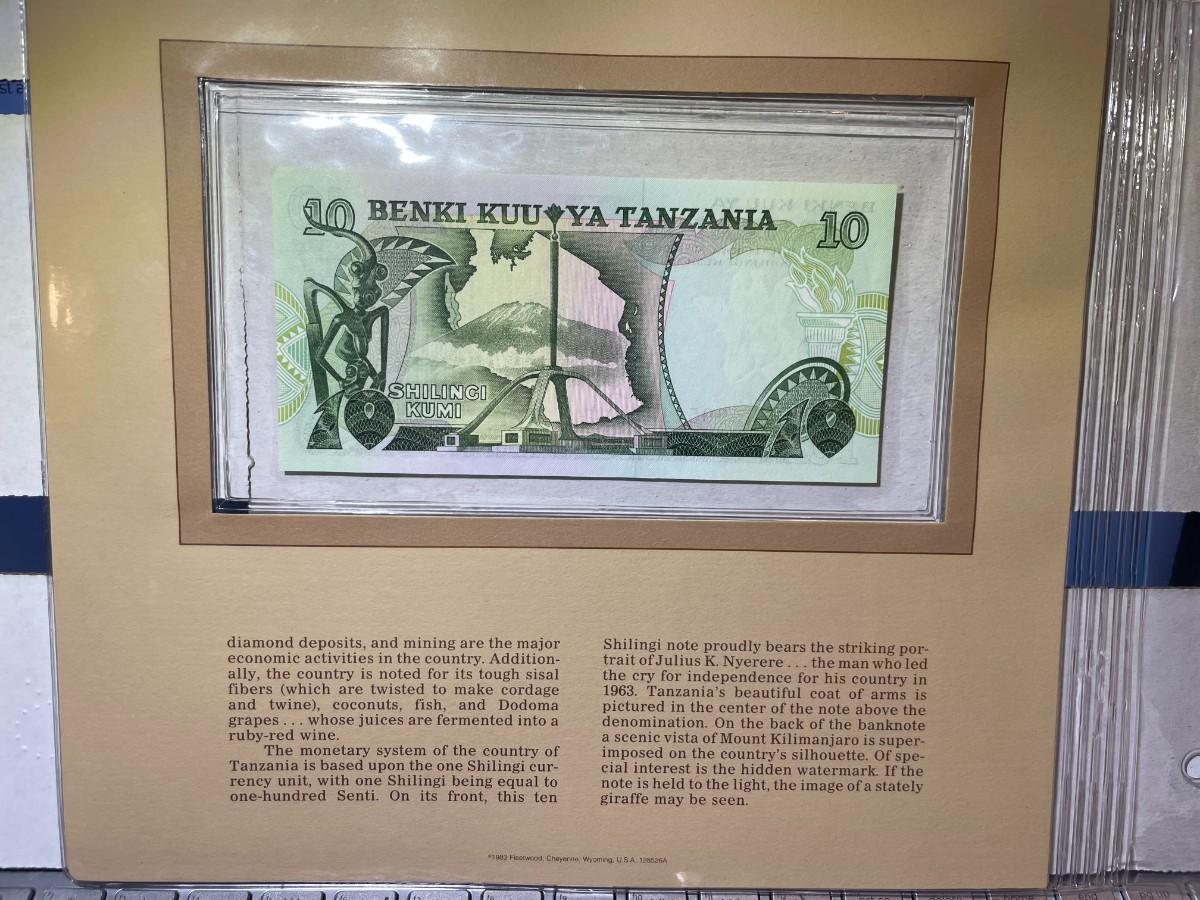 10 BENKI KUU YA TANZANIA 10
SHILINGI
KUMI
diamond deposits, and mining are the major
economic activities in the country. Addition-
ally, the country is noted for its tough sisal
fibers (which are twisted to make cordage
and twine), coconuts, fish, and Dodoma
grapes . . . whose juices are fermented into a
ruby-red wine.
The monetary system of the country of
Tanzania is based upon the one Shilingi cur-
rency unit, with one Shilingi being equal to
one-hundred Senti. On its front, this ten
Shilingi note proudly bears the striking por-
trait of Julius K. Nyerere . . . the man who led
the cry for independence for his country in
1963. Tanzania's beautiful coat of arms is
pictured in the center of the note above the
denomination. On the back of the banknote
a scenic vista of Mount Kilimanjaro is super-
imposed on the country's silhouette. Of spe-
cial interest is the hidden watermark. If the
note is held to the light, the image of a stately
giraffe may be seen.
©1983 Fleetwood, Cheyenne, Wyoming, U.S.A. 128526A